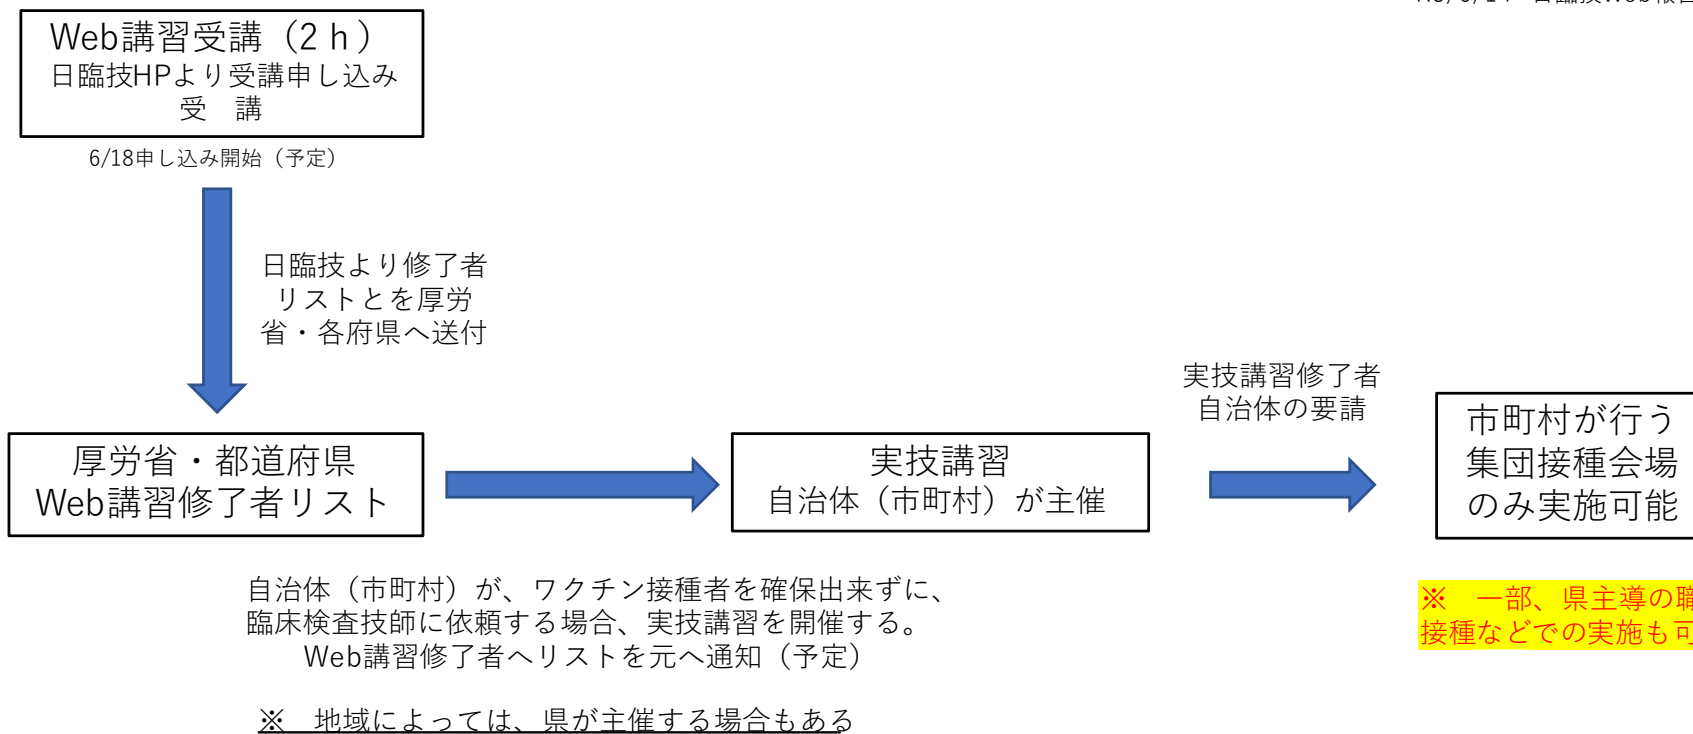 Web講習受講（2ｈ）
日臨技HPより受講申し込み
受　講
6/18申し込み開始（予定）
日臨技より修了者
リストとを厚労
省・各府県へ送付
厚労省・都道府県
Web講習修了者リスト
実技講習
自治体（市町村）が主催
実技講習修了者
自治体の要請
市町村が行う
集団接種会場
のみ実施可能
自治体（市町村）が、ワクチン接種者を確保出来ずに、
臨床検査技師に依頼する場合、実技講習を開催する。
Web講習修了者へリストを元へ通知（予定）
※　地域によっては、県が主催する場合もある
※　一部、県主導の職
接種などでの実施も可